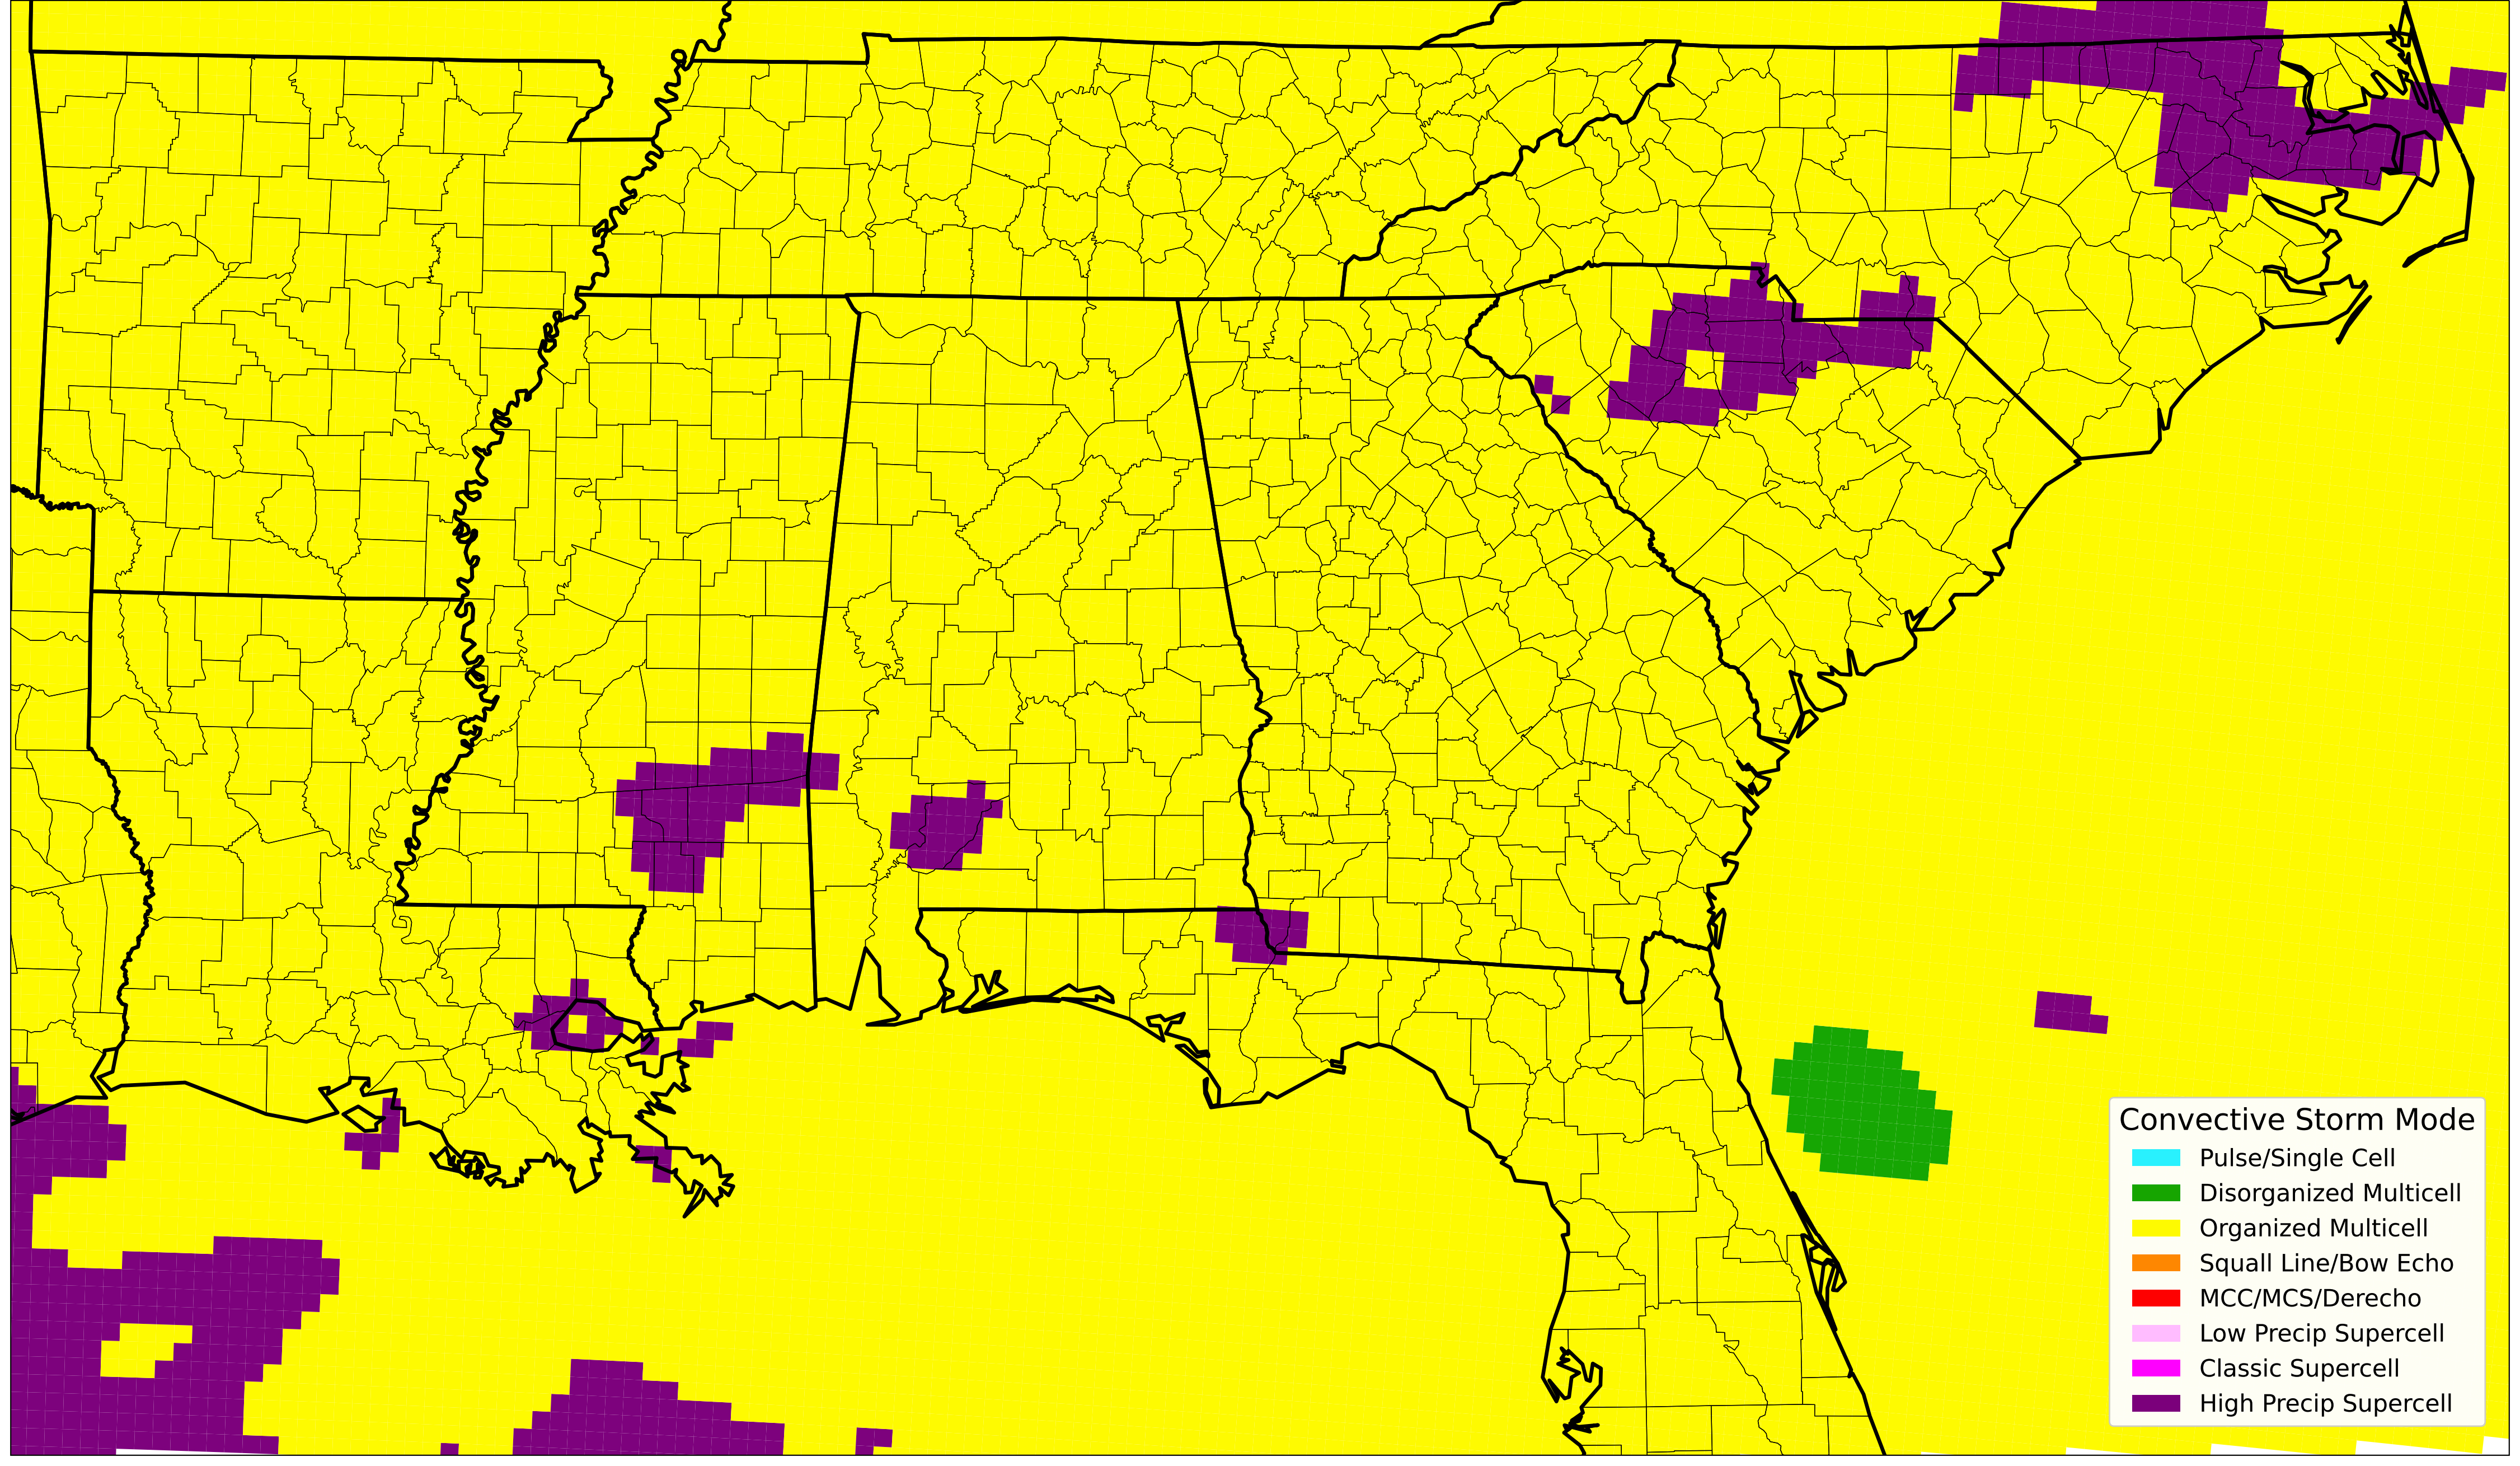 Convective Storm Mode
Pulse/Single Cell
Disorganized Multicell
Organized Multicell
Squall Line/Bow Echo
MCC/MCS/Derecho
Low Precip Supercell
Classic Supercell
High Precip Supercell